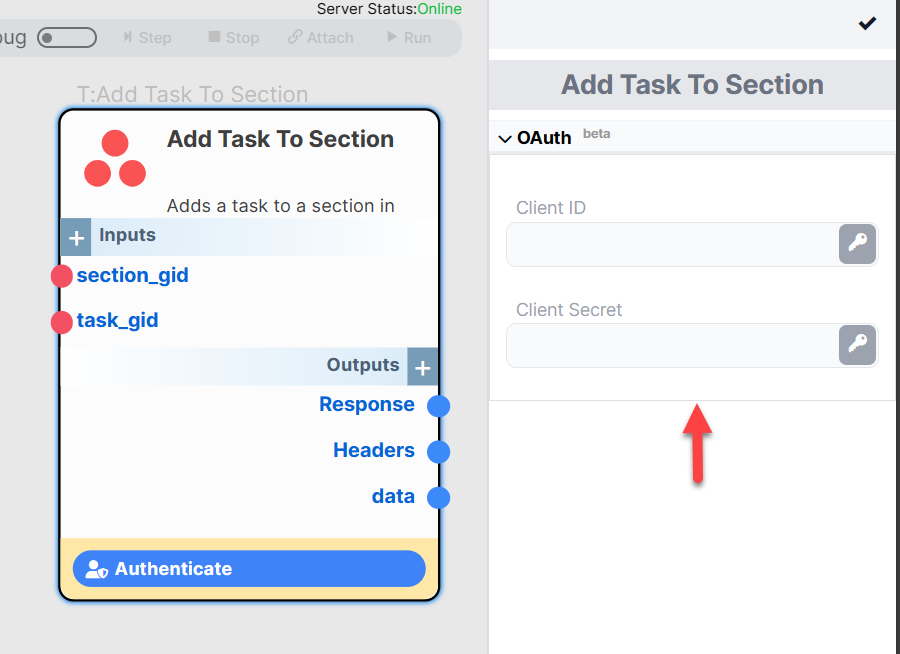 Server Status:Online
bug
Step
Stop
Attach
Run
T:Add Task To Section
Add Task To Section
Adds a task to a section in
Inputs
section_gid
task_gid
Outputs
Response
Headers
data
Authenticate
Add Task To Section
OAuth beta
Client ID
Client Secret